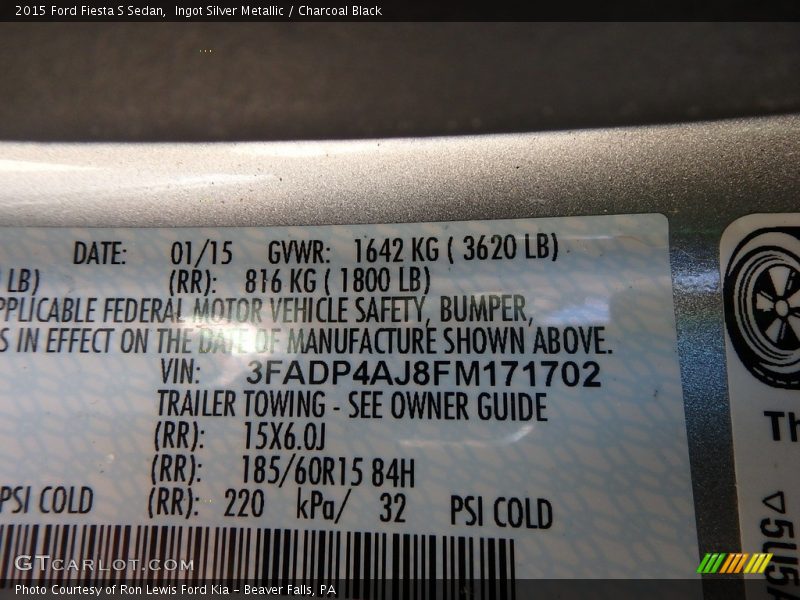 2015 Ford Fiesta S Sedan, Ingot Silver Metallic / Charcoal Black
DATE: 01/15 GVWR: 1642 KG ( 3620 LB)
LB) (RR): 816 KG ( 1800 LB)
PPLICABLE FEDERAL MOTOR VEHICLE SAFETY, BUMPER,
S IN EFFECT ON THE DATE OF MANUFACTURE SHOWN ABOVE.
VIN: 3FADP4AJ8FM171702
TRAILER TOWING - SEE OWNER GUIDE
(RR): 15X6.0J
(RR): 185/60R15 84H
PSI COLD (RR): 220 kPa/ 32 PSI COLD
Th
GTCARLOT.COM
Photo Courtesy of Ron Lewis Ford Kia – Beaver Falls, PA